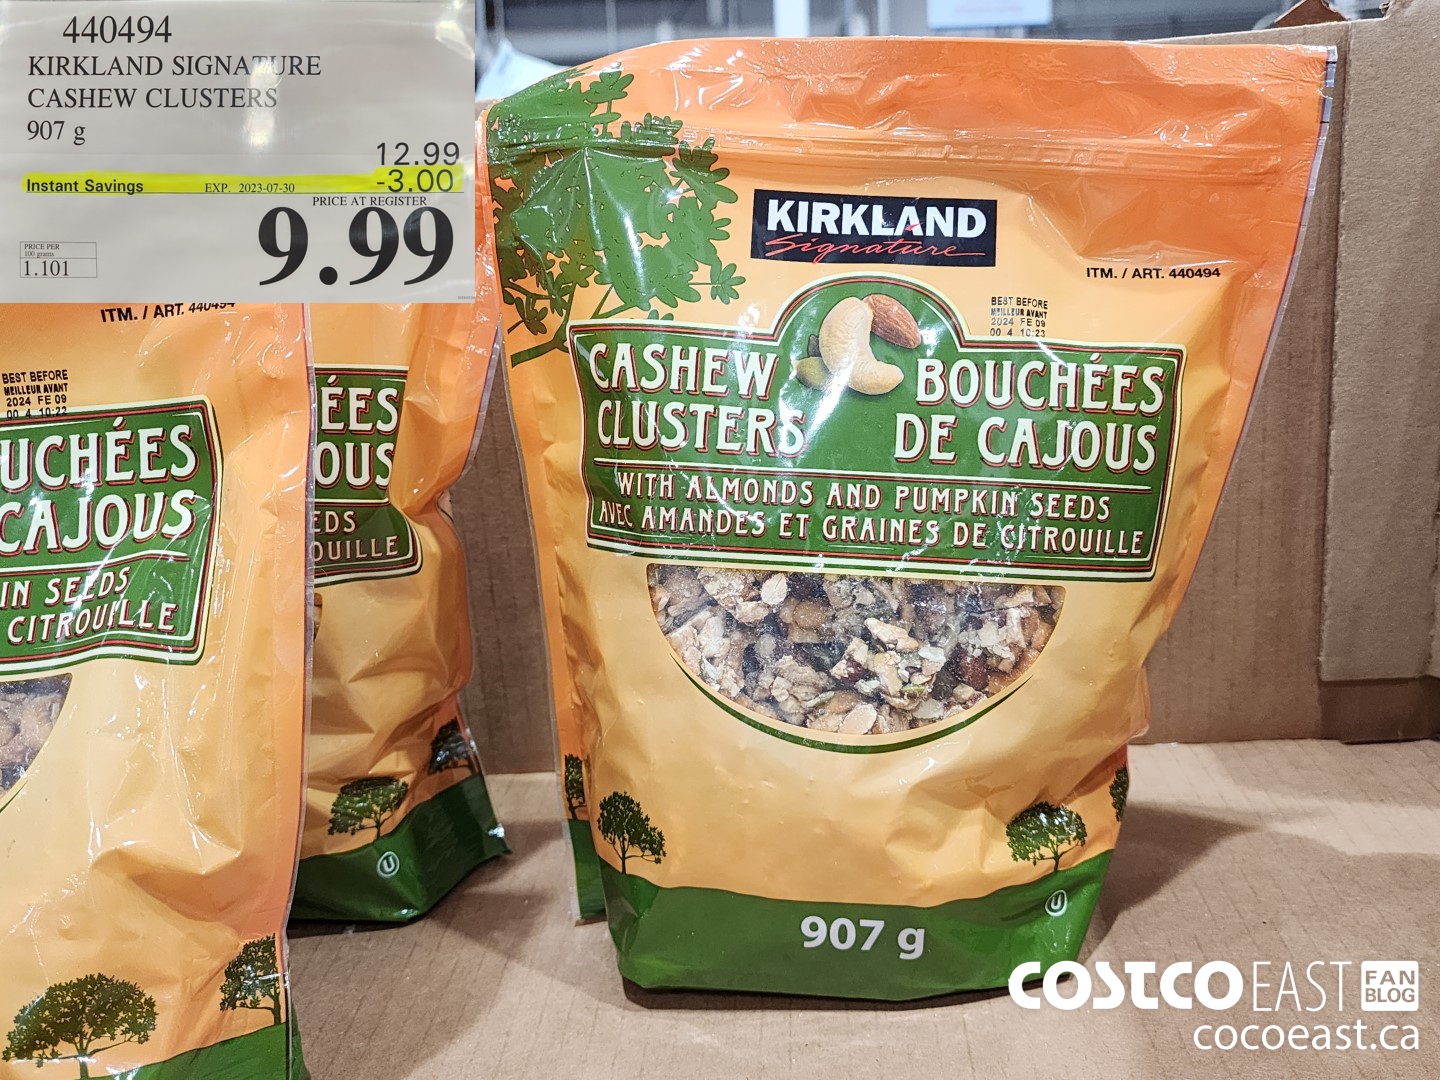 440494
KIRKLAND SIGNATURE
CASHEW CLUSTERS
907 g
12.99
Instant Savings EXP. 2023-07-30 -3.00
PRICE AT REGISTER
9.99
PRICE PER
100 grams
1.101
KIRKLAND
Signature
ITM. / ART. 440494
BEST BEFORE
MEILLEUR AVANT
2024 FE 09
00 4 10:23
CASHEW
CLUSTERS
BOUCHÉES
DE CAJOUS
WITH ALMONDS AND PUMPKIN SEEDS
AVEC AMANDES ET GRAINES DE CITROUILLE
U
907 g
ITM. / ART. 440494
BEST BEFORE
MEILLEUR AVANT
2024 FE 09
00 4 10:22
UCHÉES
CAJOUS
IN SEEDS
CITROUILLE
ÉES
OUS
EDS
OUILLE
U
COSTCO EAST FAN
BLOG
cocoeast.ca